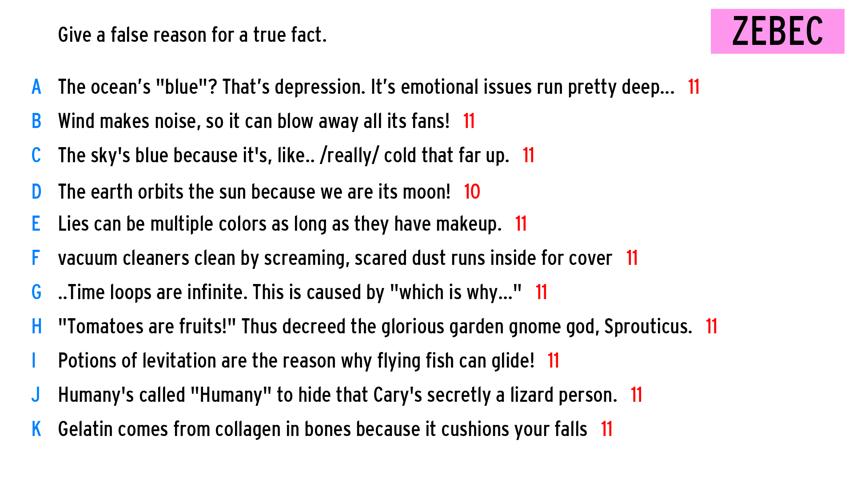 Give a false reason for a true fact.
ZEBEC
A The ocean's "blue"? That's depression. It's emotional issues run pretty deep... 11
B Wind makes noise, so it can blow away all its fans! 11
C The sky's blue because it's, like.. /really/ cold that far up. 11
D The earth orbits the sun because we are its moon! 10
E Lies can be multiple colors as long as they have makeup. 11
F vacuum cleaners clean by screaming, scared dust runs inside for cover 11
G ..Time loops are infinite. This is caused by "which is why..." 11
H "Tomatoes are fruits!" Thus decreed the glorious garden gnome god, Sprouticus. 11
I Potions of levitation are the reason why flying fish can glide! 11
J Humany's called "Humany" to hide that Cary's secretly a lizard person. 11
K Gelatin comes from collagen in bones because it cushions your falls 11